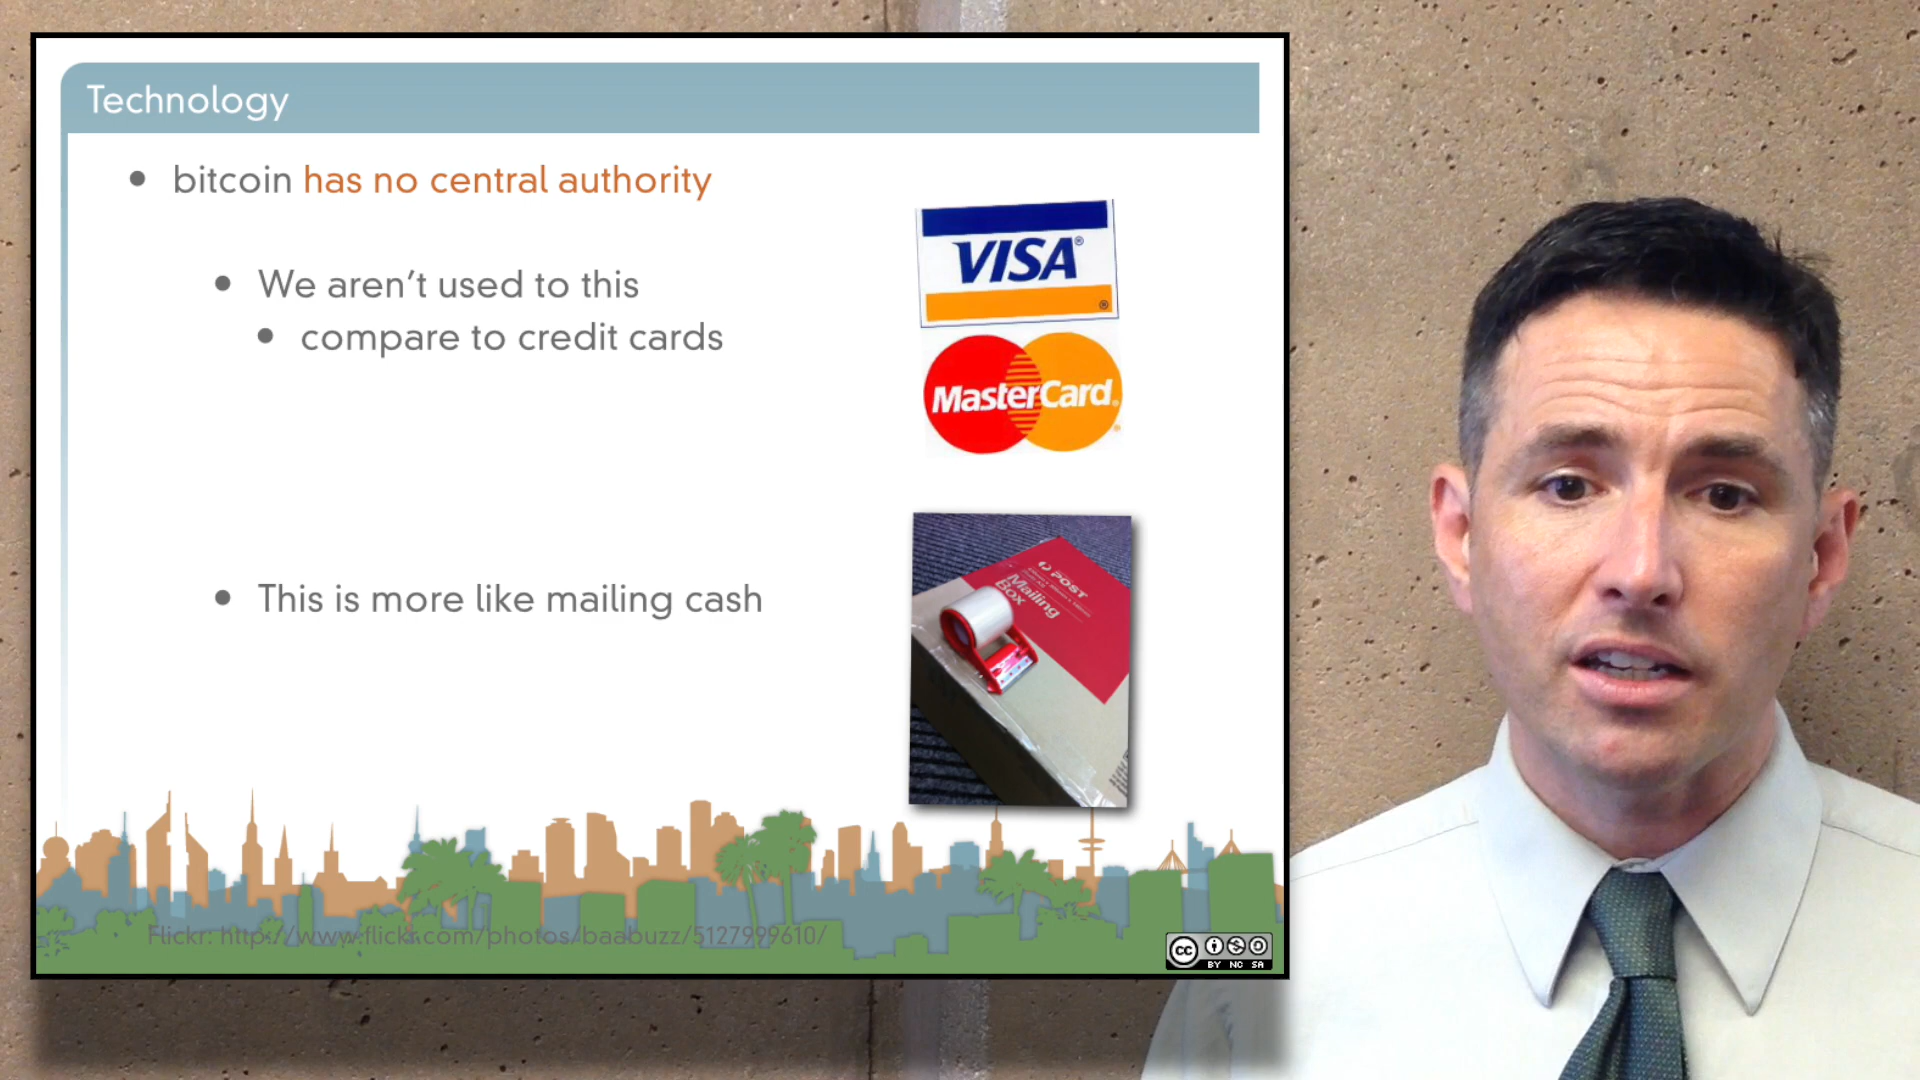 Technology
bitcoin has no central authority
We aren't used to this
compare to credit cards
VISA®
®
MasterCard®
POST
Mailing
Box
This is more like mailing cash
Flickr: http://www.flickr.com/photos/baabuzz/5127999610/
cc
BY NC SA